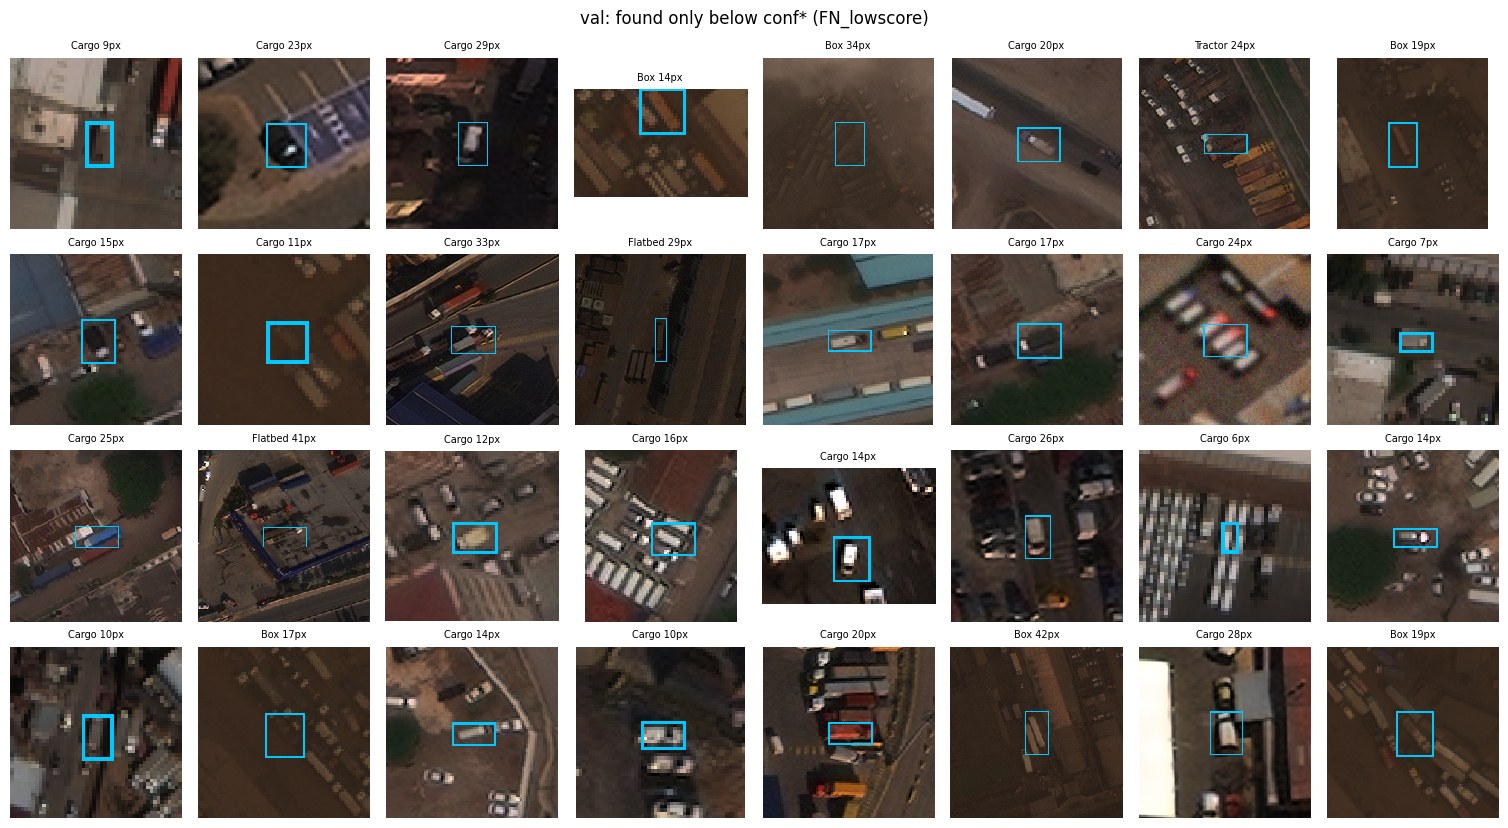 val: found only below conf* (FN_lowscore)
Cargo 9px
Cargo 23px
Cargo 29px
Box 14px
Box 34px
Cargo 20px
Tractor 24px
Box 19px
Cargo 15px
Cargo 11px
Cargo 33px
Flatbed 29px
Cargo 17px
Cargo 17px
Cargo 24px
Cargo 7px
Cargo 25px
Flatbed 41px
Cargo 12px
Cargo 16px
Cargo 14px
Cargo 26px
Cargo 6px
Cargo 14px
Cargo 10px
Box 17px
Cargo 14px
Cargo 10px
Cargo 20px
Box 42px
Cargo 28px
Box 19px